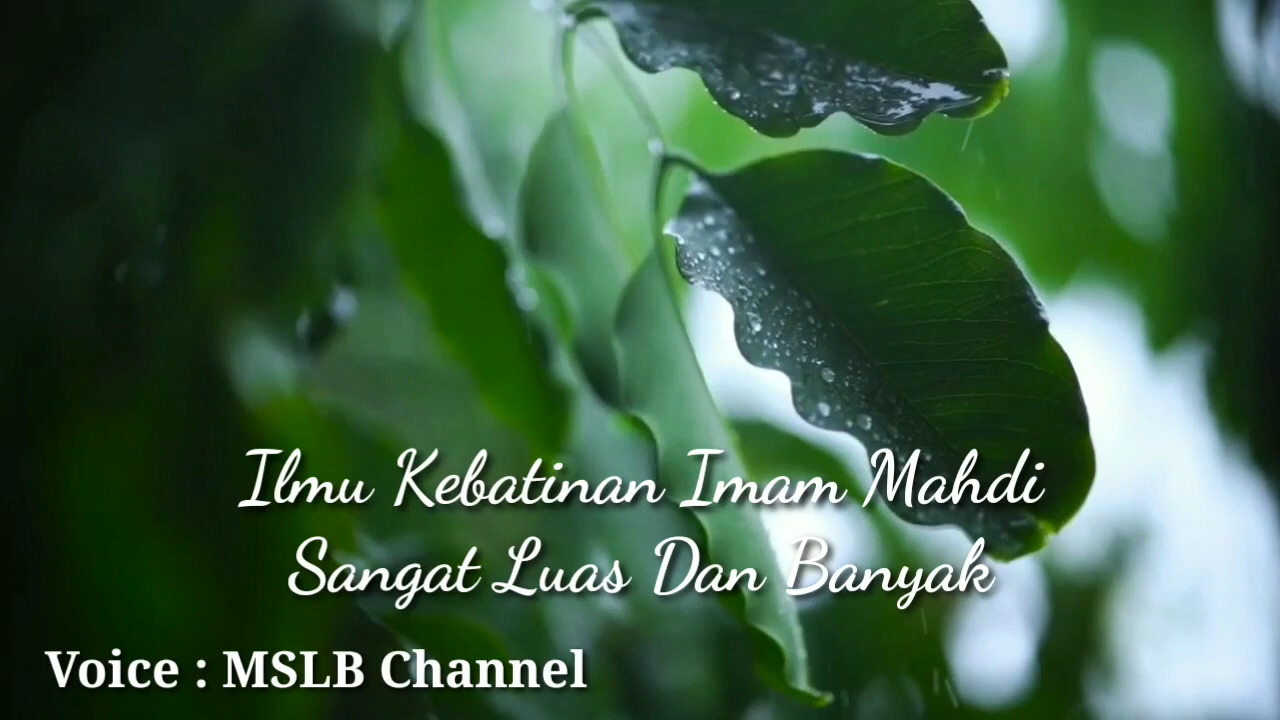 Ilmu Kebatinan Imam Mahdi
Sangat Luas Dan Banyak
Voice : MSLB Channel